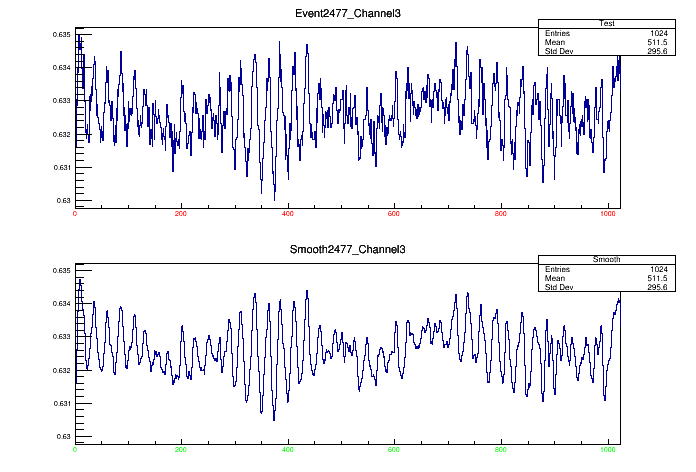 Event2477_Channel3
Test
Entries 1024
Mean 511.5
Std Dev 295.6
0.635
0.634
0.633
0.632
0.631
0.63
0 200 400 600 800 1000
Smooth2477_Channel3
Smooth
Entries 1024
Mean 511.5
Std Dev 295.6
0.635
0.634
0.633
0.632
0.631
0.63
0 200 400 600 800 1000